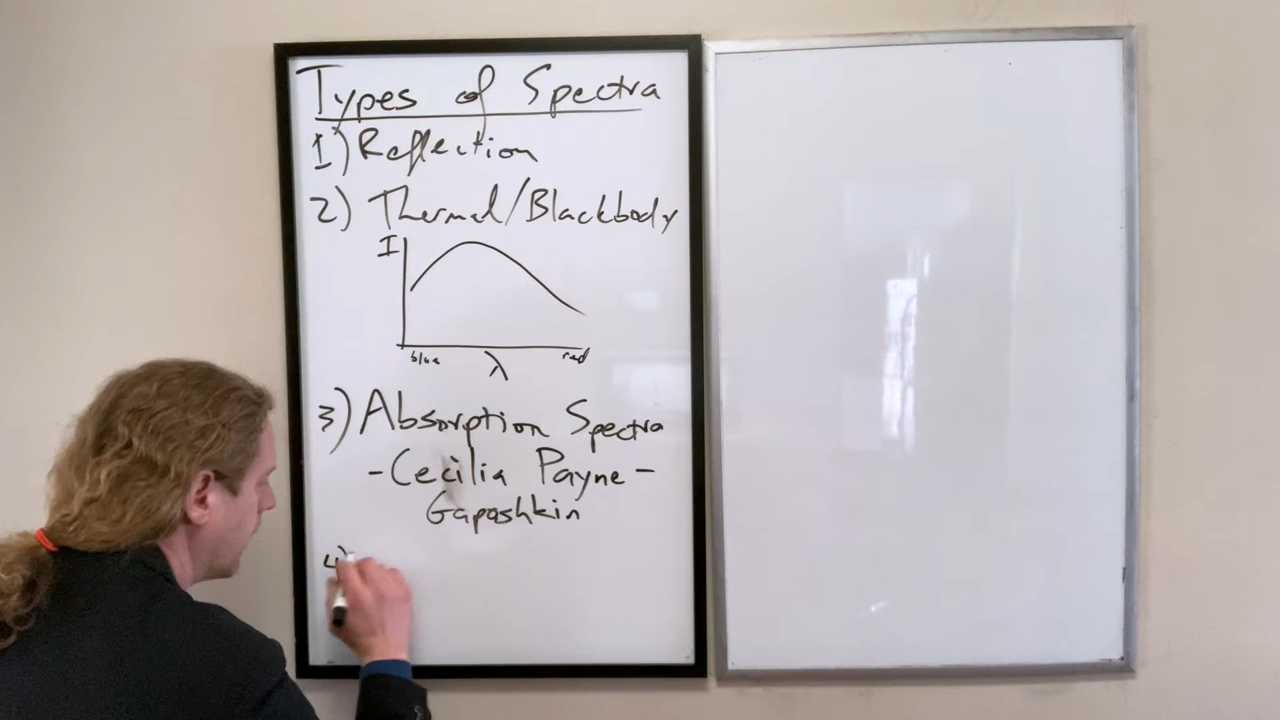 Types of Spectra
1) Reflection
2) Thermal/Blackbody
I
blue λ red
3) Absorption Spectra
- Cecilia Payne-
Gaposhkin
4)